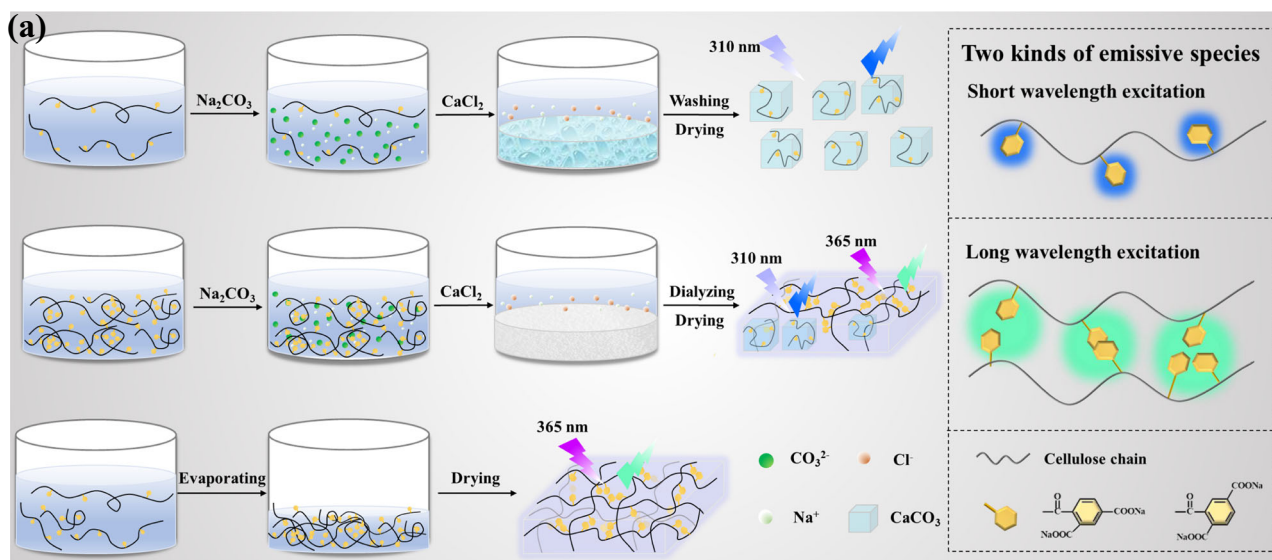 (a)
Na₂CO₃
CaCl₂
Washing
Drying
310 nm
Na₂CO₃
CaCl₂
Dialyzing
Drying
310 nm
365 nm
Evaporating
Drying
365 nm
CO₃²⁻
Cl⁻
Na⁺
CaCO₃
Two kinds of emissive species
Short wavelength excitation
Long wavelength excitation
Cellulose chain
O
COONa
NaOOC
COONa
O
NaOOC